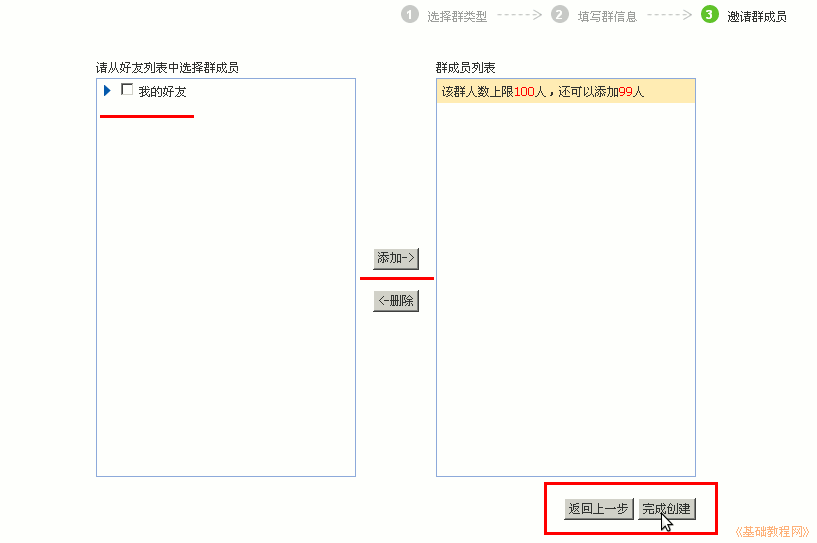 1 选择群类型 2 填写群信息 3 邀请群成员
请从好友列表中选择群成员
群成员列表
我的好友
该群人数上限100人，还可以添加99人
添加->
<-删除
返回上一步 完成创建
《基础教程网》